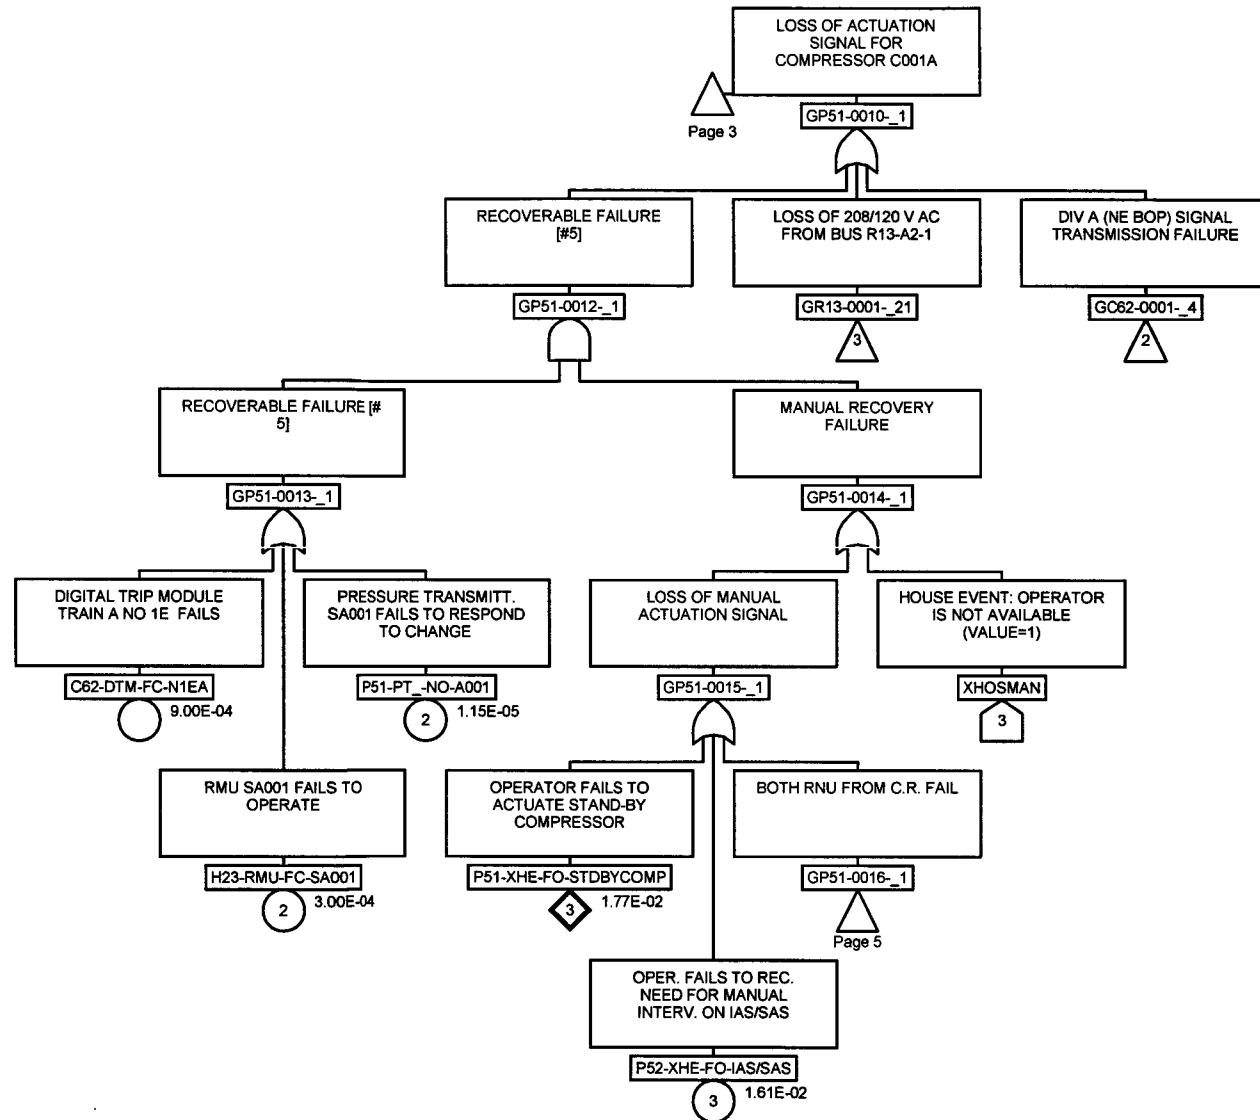 LOSS OF ACTUATION
SIGNAL FOR
COMPRESSOR C001A
Page 3
GP51-0010-_1
RECOVERABLE FAILURE
[#5]
GP51-0012-_1
LOSS OF 208/120 V AC
FROM BUS R13-A2-1
GR13-0001-_21
3
DIV A (NE BOP) SIGNAL
TRANSMISSION FAILURE
GC62-0001-_4
2
RECOVERABLE FAILURE [#
5]
GP51-0013-_1
MANUAL RECOVERY
FAILURE
GP51-0014-_1
DIGITAL TRIP MODULE
TRAIN A NO 1E FAILS
C62-DTM-FC-N1EA
9.00E-04
PRESSURE TRANSMITT.
SA001 FAILS TO RESPOND
TO CHANGE
P51-PT_-NO-A001
2
1.15E-05
LOSS OF MANUAL
ACTUATION SIGNAL
GP51-0015-_1
HOUSE EVENT: OPERATOR
IS NOT AVAILABLE
(VALUE=1)
XHOSMAN
3
RMU SA001 FAILS TO
OPERATE
H23-RMU-FC-SA001
2
3.00E-04
OPERATOR FAILS TO
ACTUATE STAND-BY
COMPRESSOR
P51-XHE-FO-STDBYCOMP
3
1.77E-02
BOTH RNU FROM C.R. FAIL
GP51-0016-_1
Page 5
OPER. FAILS TO REC.
NEED FOR MANUAL
INTERV. ON IAS/SAS
P52-XHE-FO-IAS/SAS
3
1.61E-02